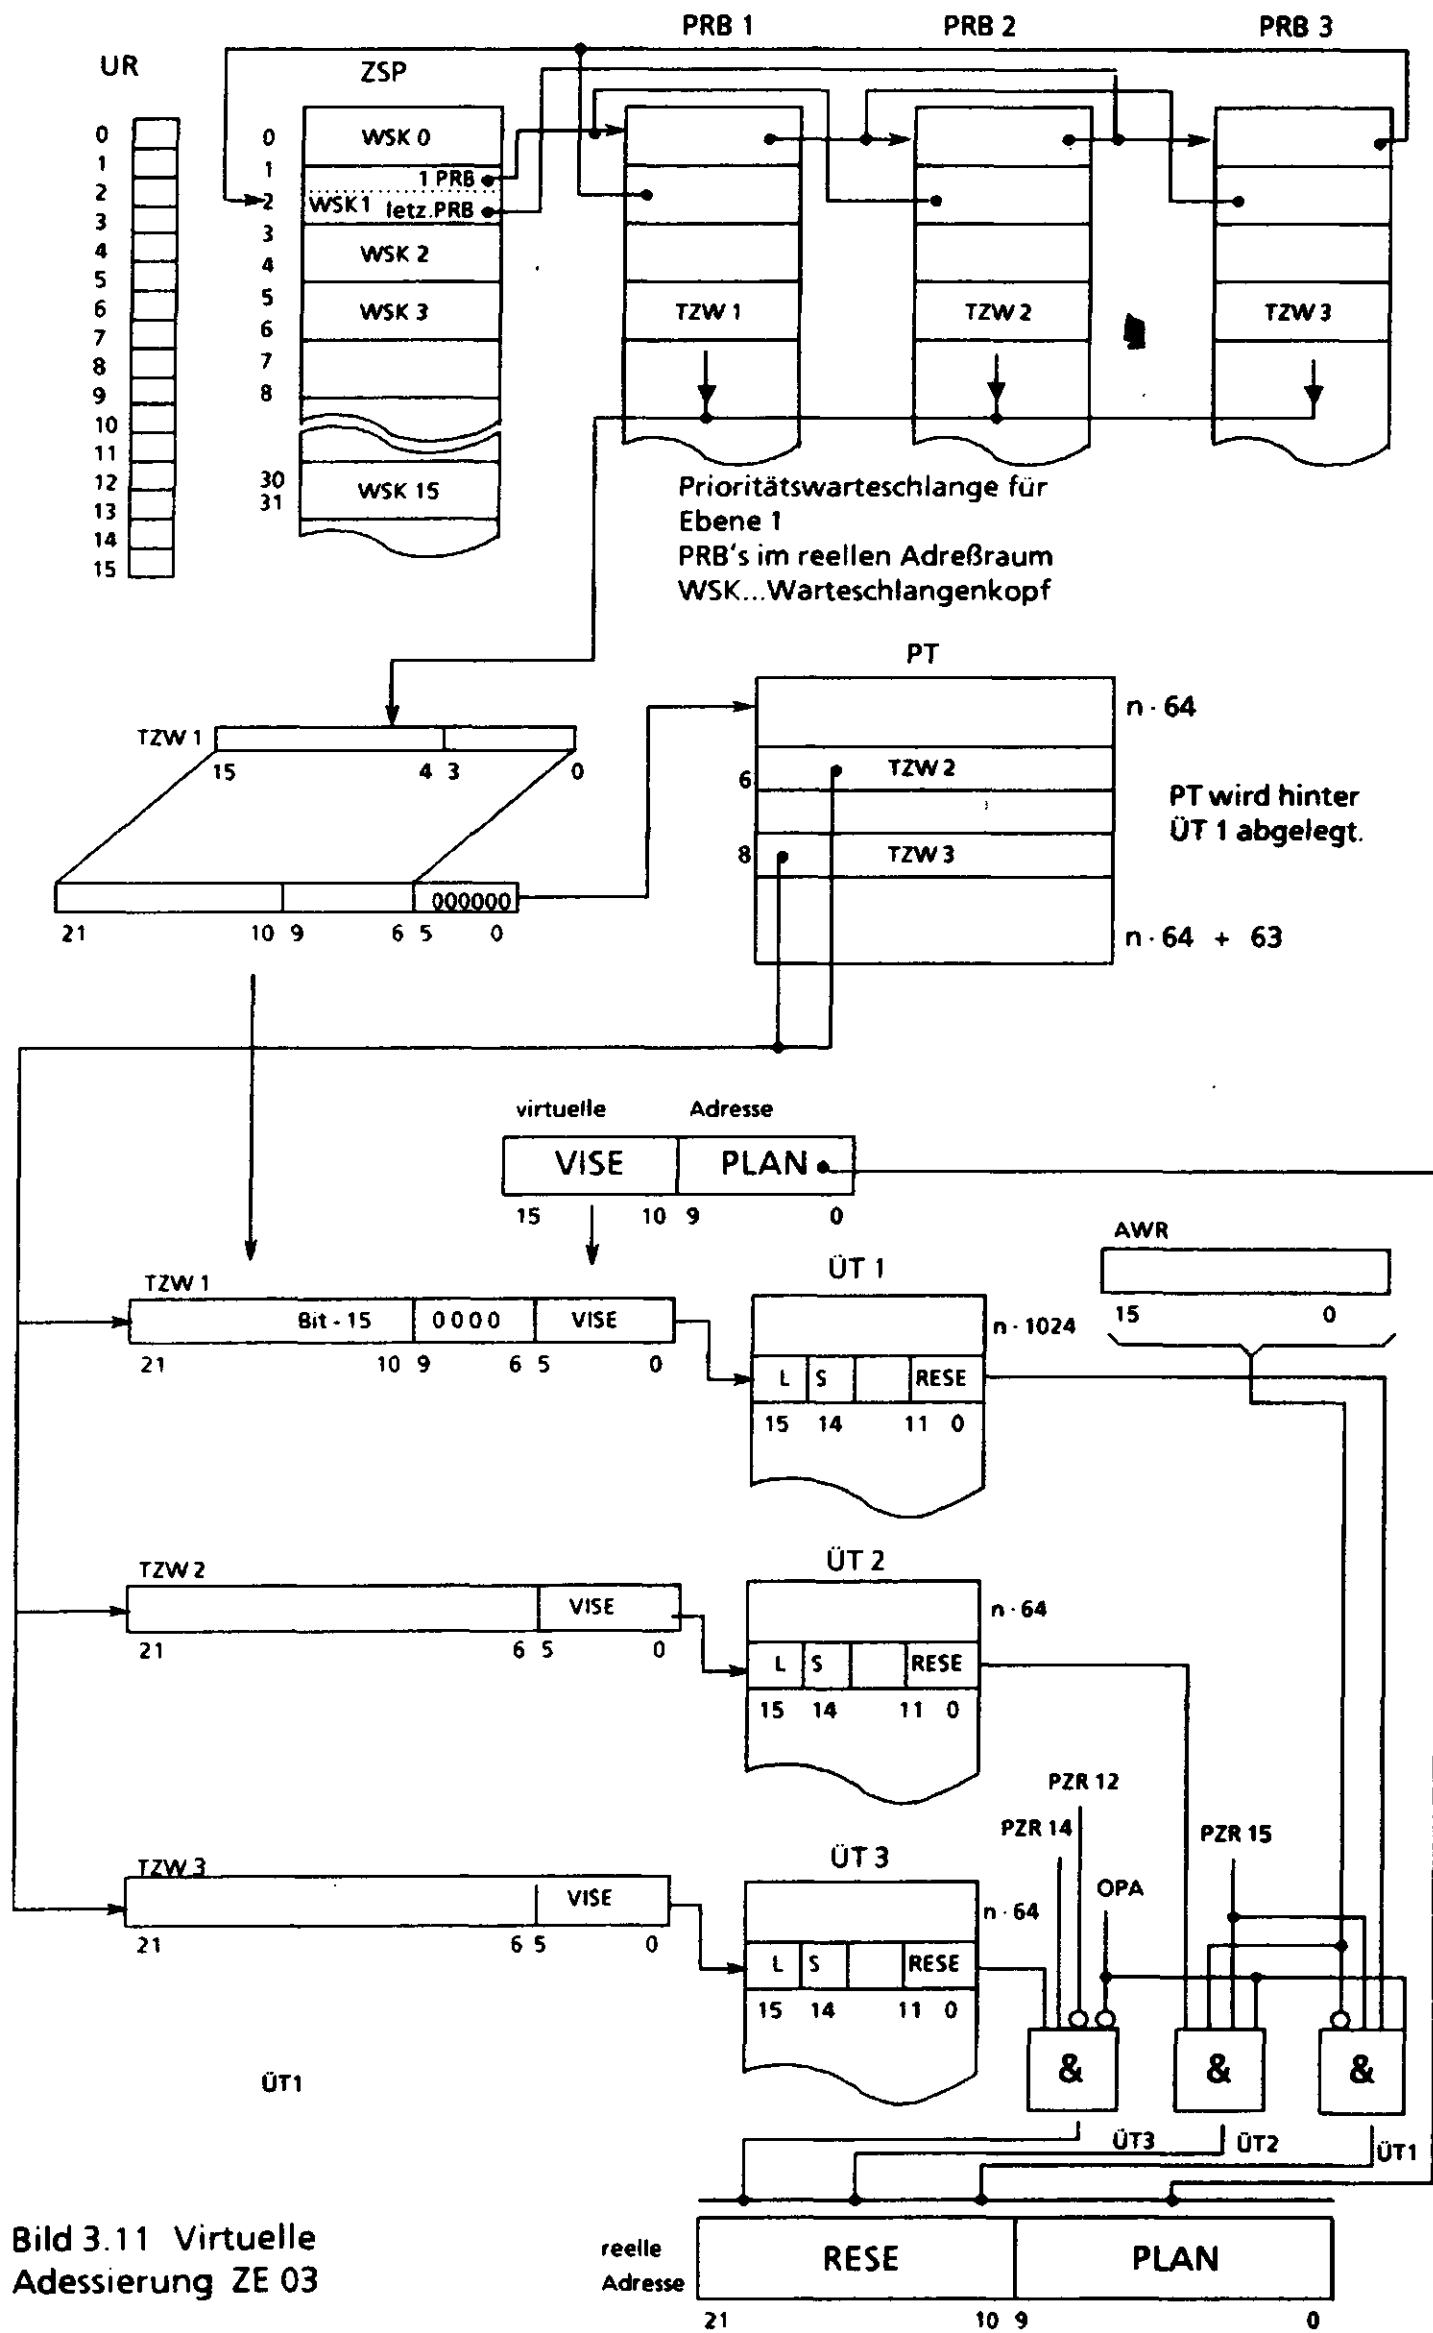 PRB 1 PRB 2 PRB 3
UR ZSP
0
1
2
3
4
5
6
7
8
9
10
11
12
13
14
15
0
1
2
3
4
5
6
7
8
30
31
WSK 0
1 PRB
WSK 1 letz. PRB
WSK 2
WSK 3
WSK 15
TZW 1 TZW 2 TZW 3
Prioritätswarteschlange für
Ebene 1
PRB's im reellen Adreßraum
WSK...Warteschlangenkopf
PT
n · 64
TZW 1
15 4 3 0
6 TZW 2
8 TZW 3
PT wird hinter
ÜT 1 abgelegt.
000000
21 10 9 6 5 0
n · 64 + 63
virtuelle Adresse
VISE PLAN
15 10 9 0
AWR
15 0
TZW 1
Bit - 15 0 0 0 0 VISE
21 10 9 6 5 0
ÜT 1
n · 1024
L S RESE
15 14 11 0
TZW 2
VISE
21 6 5 0
ÜT 2
n · 64
L S RESE
15 14 11 0
PZR 12
PZR 14
PZR 15
OPA
TZW 3
VISE
21 6 5 0
ÜT 3
n · 64
L S RESE
15 14 11 0
& & &
ÜT1
ÜT3 ÜT2 ÜT1
Bild 3.11 Virtuelle
Adessierung ZE 03
reelle
Adresse
RESE PLAN
21 10 9 0